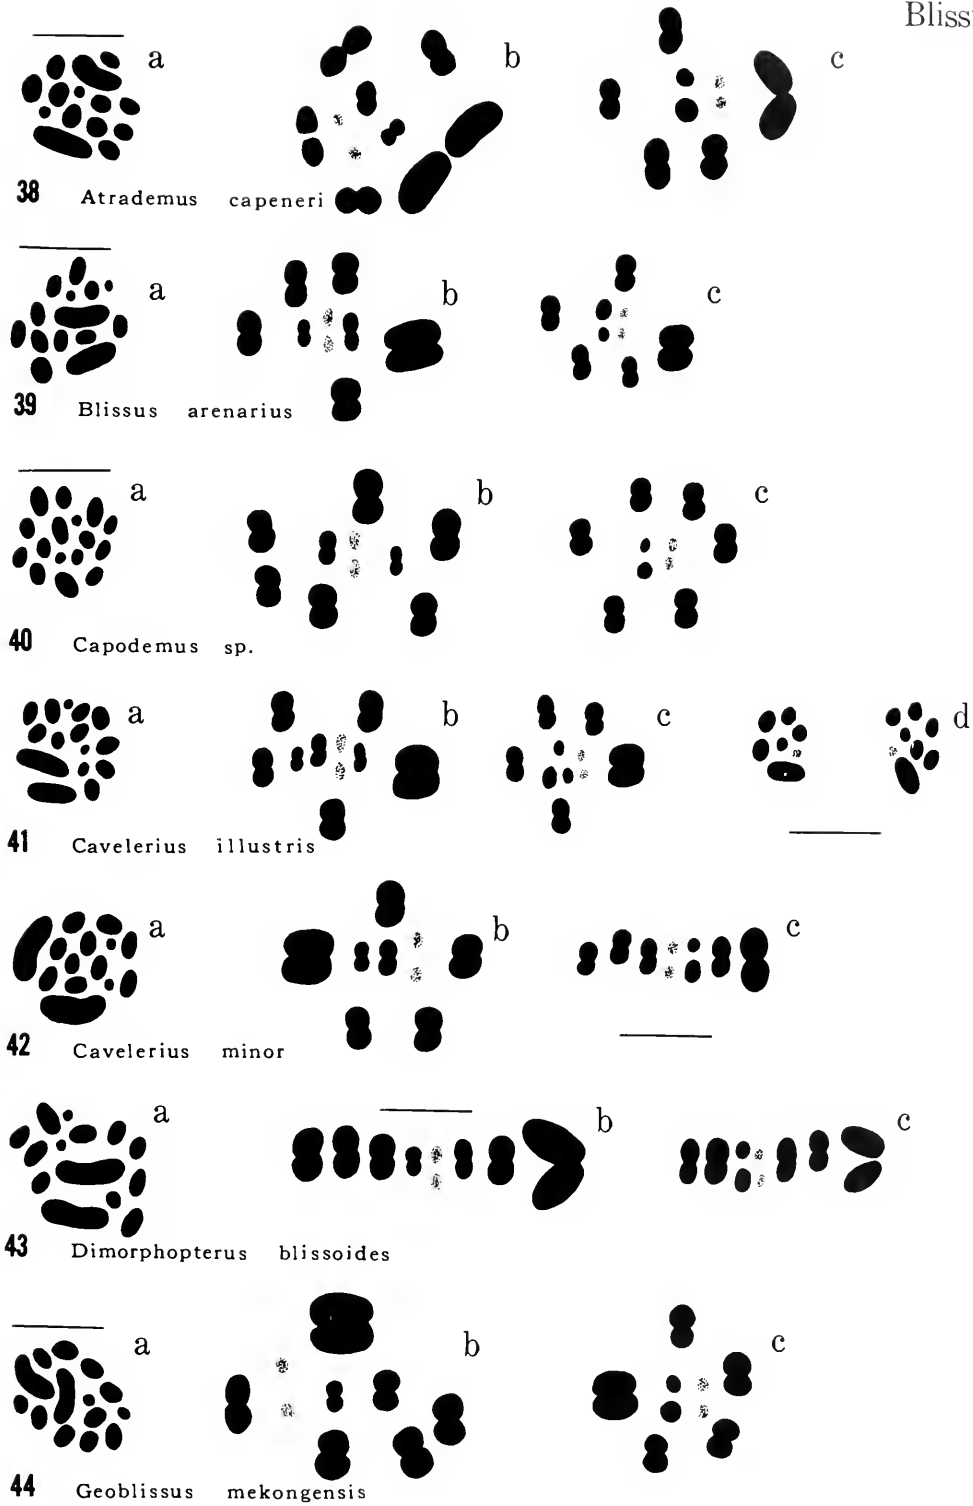 Bliss
a b c
38 Atrademus capeneri
a b c
39 Blissus arenarius
a b c
40 Capodemus sp.
a b c d
41 Cavelerius illustris
a b c
42 Cavelerius minor
a b c
43 Dimorphopterus blissoides
a b c
44 Geoblissus mekongensis